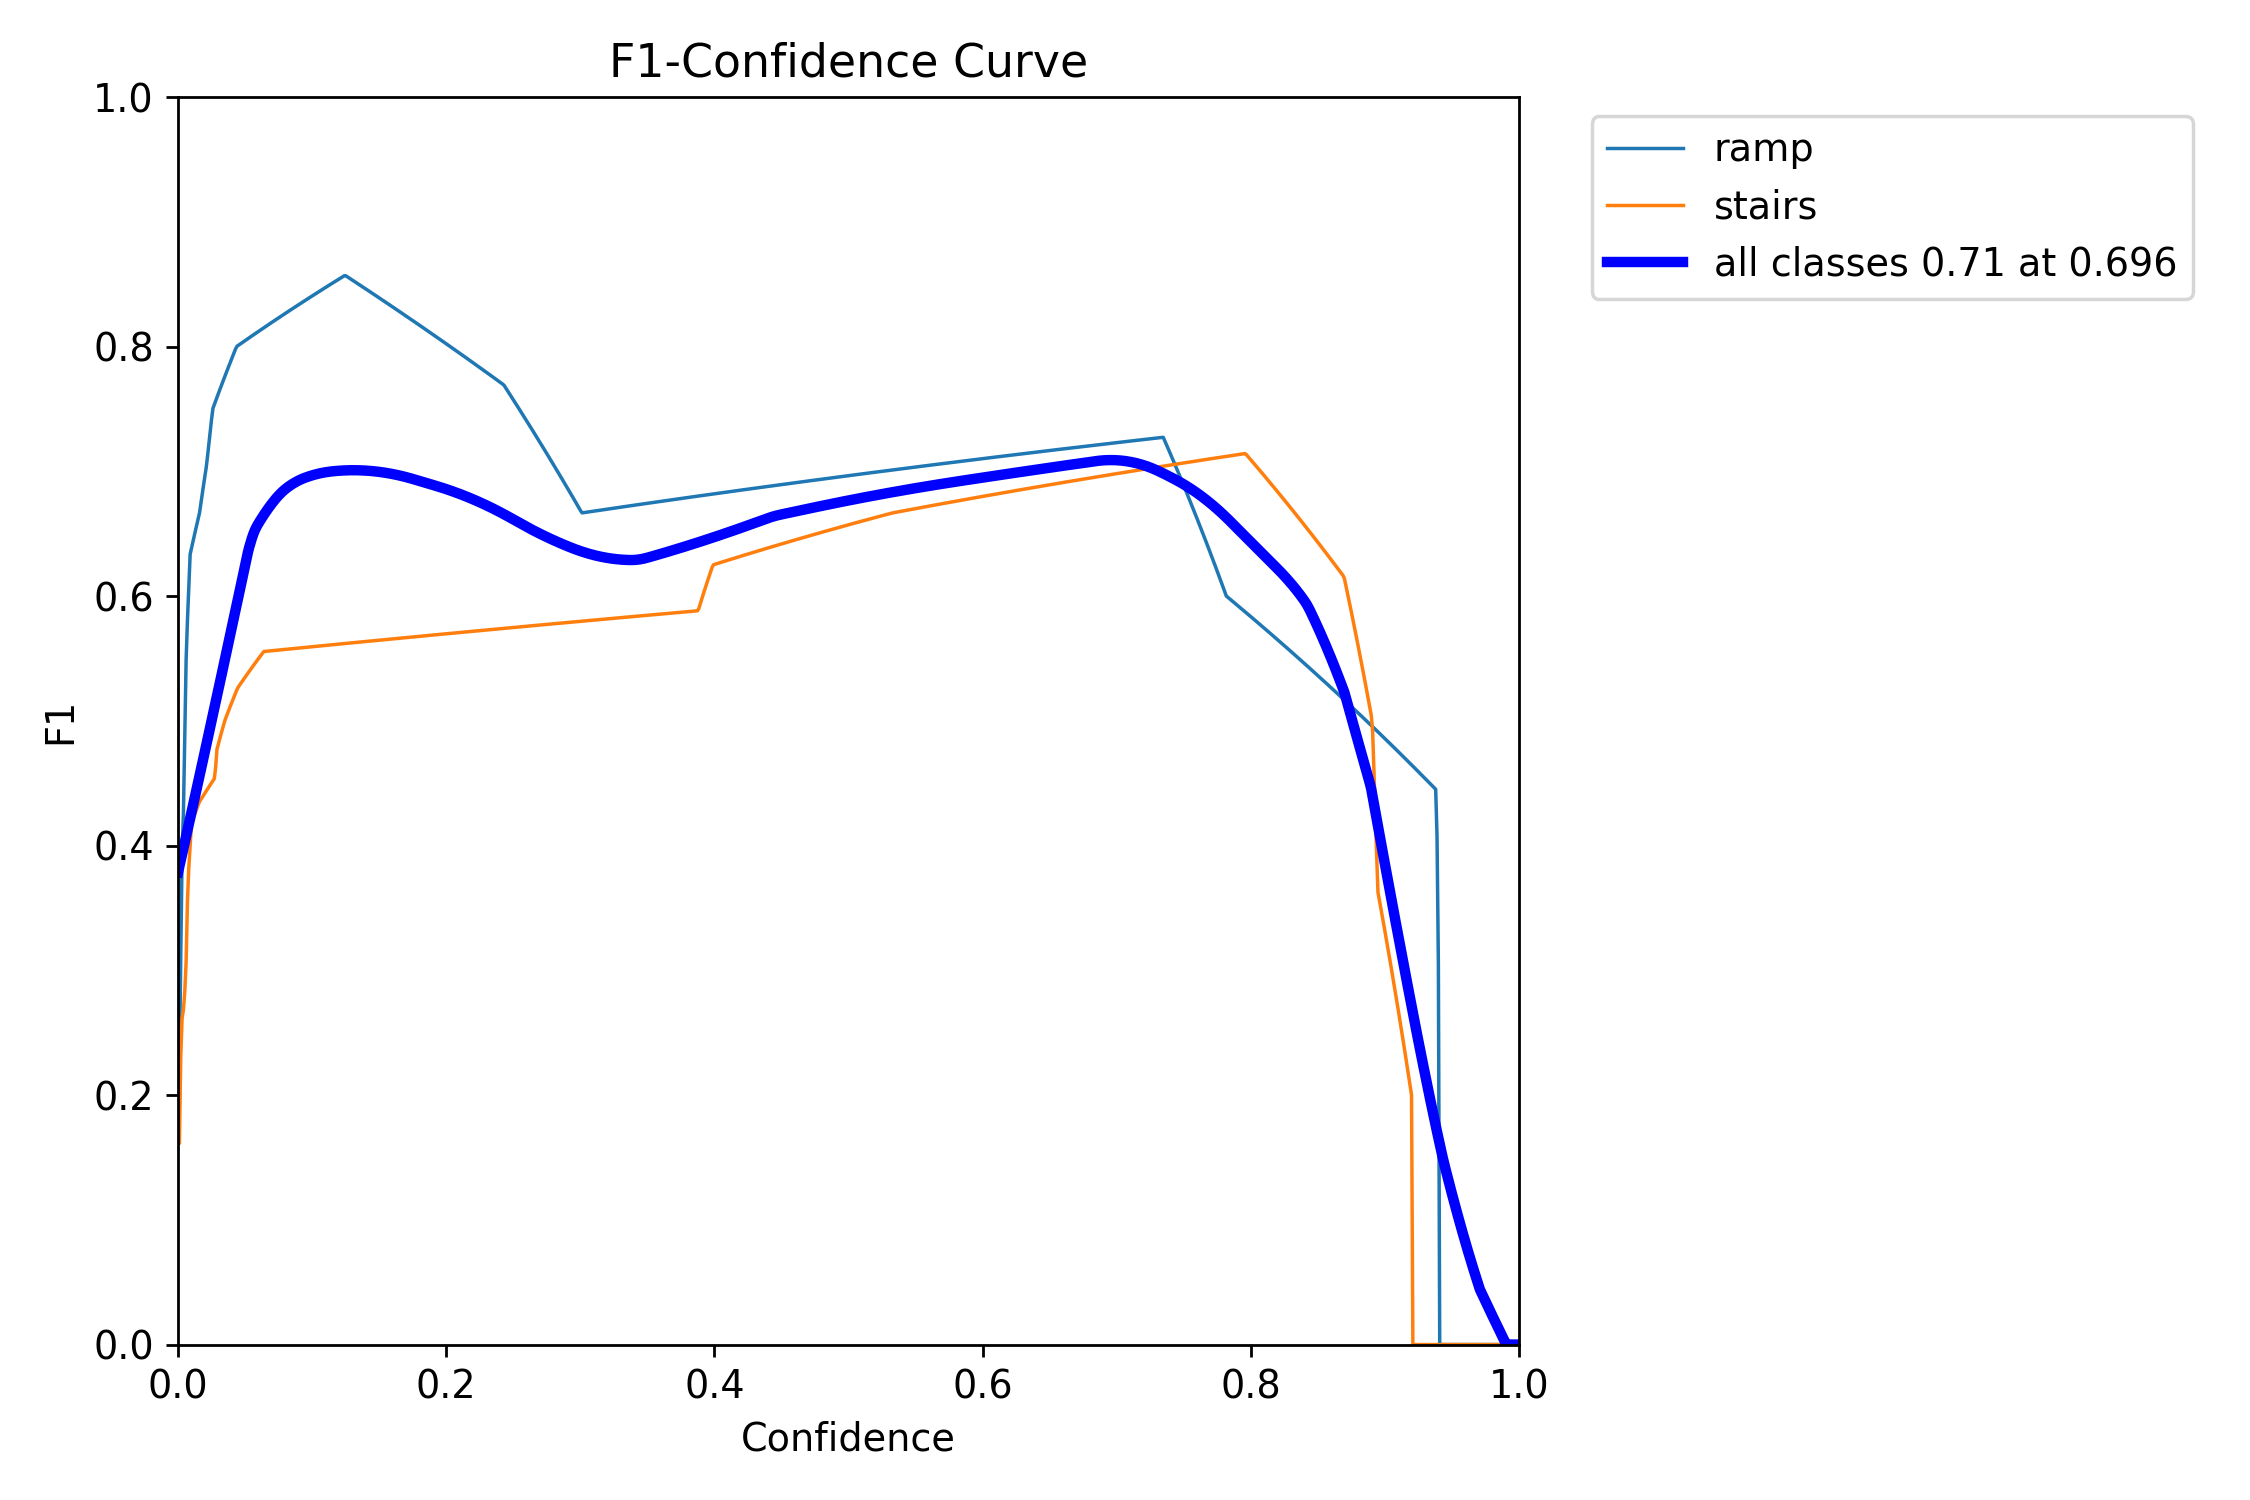 F1-Confidence Curve
1.0
0.8
0.6
0.4
0.2
0.0
F1
0.0 0.2 0.4 0.6 0.8 1.0
Confidence
ramp
stairs
all classes 0.71 at 0.696